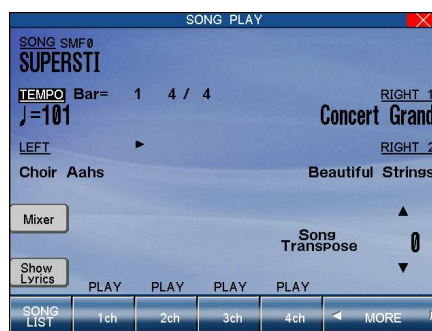 SONG PLAY
SONG SMF0
SUPERSTI
TEMPO Bar= 1 4 / 4
♩=101
RIGHT 1
Concert Grand
LEFT
RIGHT 2
Choir Aahs
Beautiful Strings
Mixer
Song
Transpose
0
Show
Lyrics
PLAY PLAY PLAY PLAY
SONG
LIST
1ch 2ch 3ch 4ch MORE